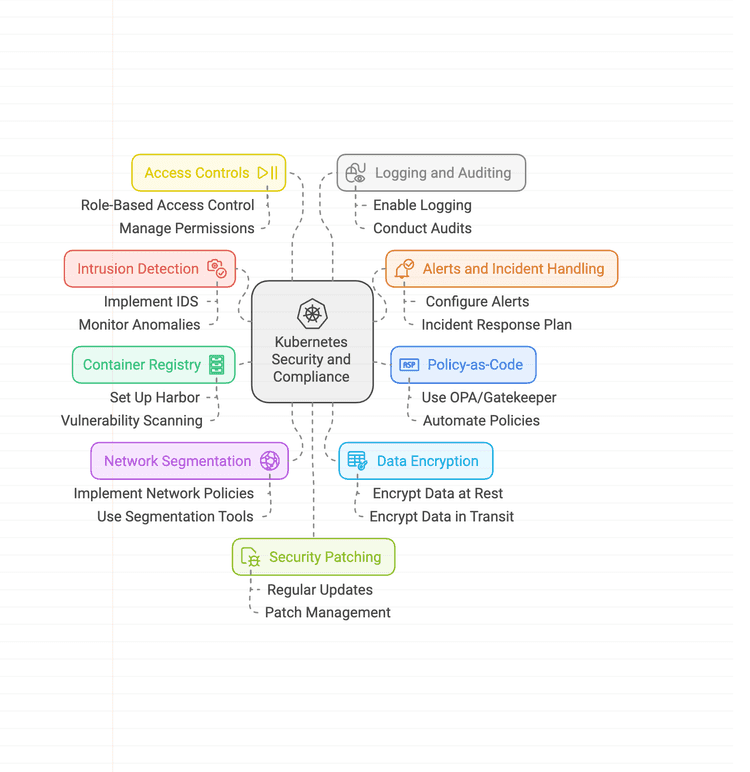 Access Controls
Role-Based Access Control
Manage Permissions
Logging and Auditing
Enable Logging
Conduct Audits
Intrusion Detection
Implement IDS
Monitor Anomalies
Alerts and Incident Handling
Configure Alerts
Incident Response Plan
Kubernetes
Security and
Compliance
Container Registry
Set Up Harbor
Vulnerability Scanning
ASP
Policy-as-Code
Use OPA/Gatekeeper
Automate Policies
Network Segmentation
Implement Network Policies
Use Segmentation Tools
Data Encryption
Encrypt Data at Rest
Encrypt Data in Transit
Security Patching
Regular Updates
Patch Management